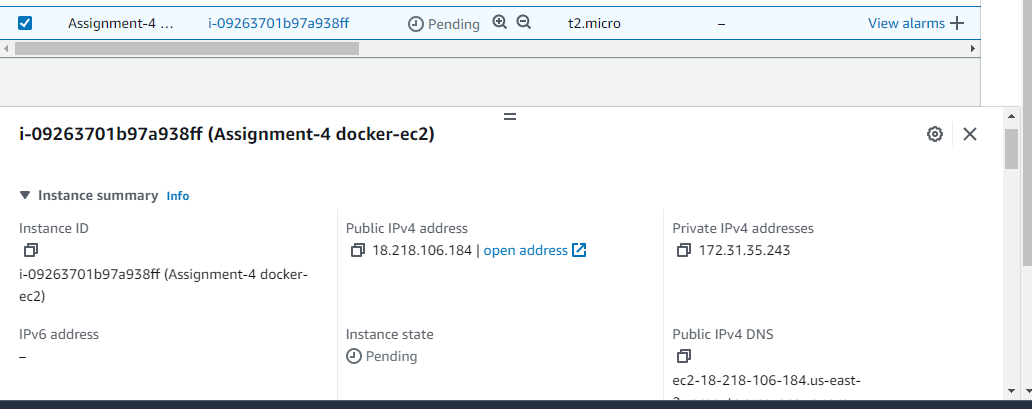 Assignment-4 ... i-09263701b97a938ff Pending t2.micro – View alarms +
i-09263701b97a938ff (Assignment-4 docker-ec2)
Instance summary Info
Instance ID
i-09263701b97a938ff (Assignment-4 docker-
ec2)
Public IPv4 address
18.218.106.184 | open address
Private IPv4 addresses
172.31.35.243
IPv6 address
–
Instance state
Pending
Public IPv4 DNS
ec2-18-218-106-184.us-east-